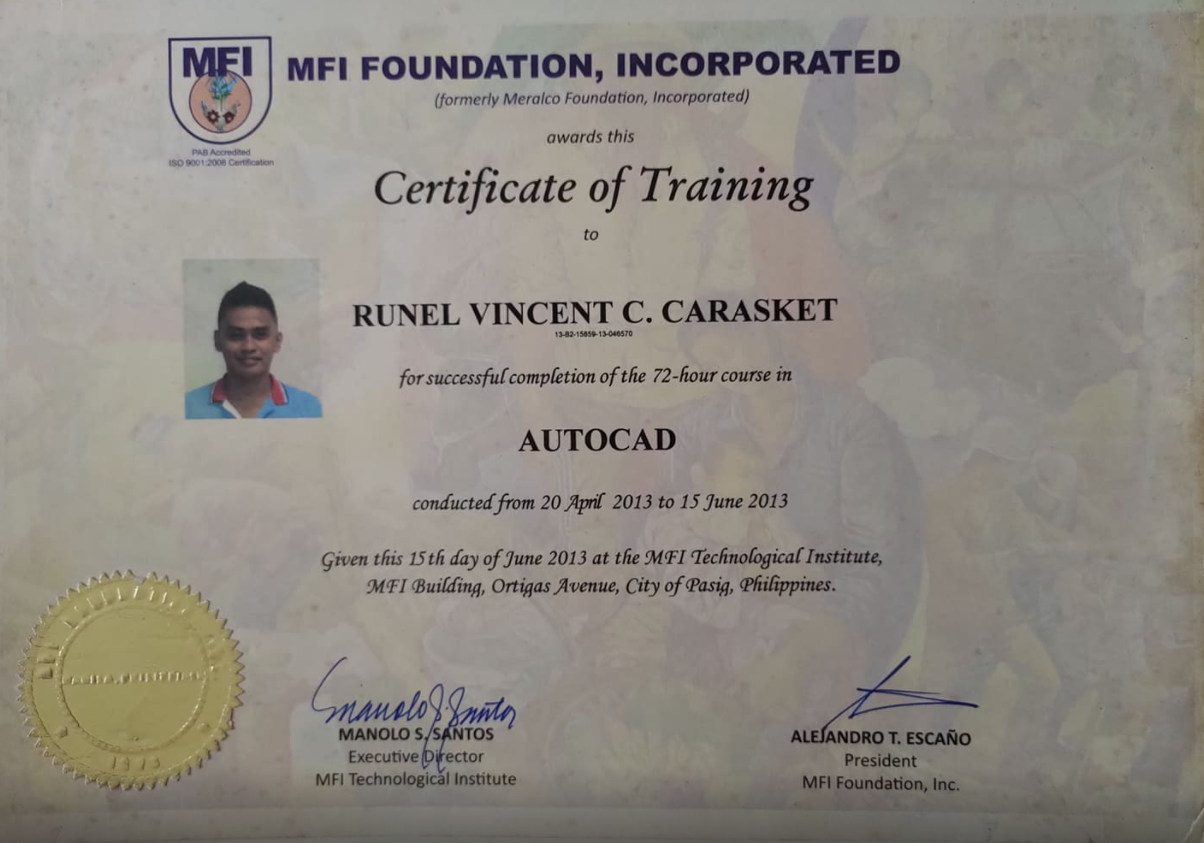 MFI
MFI FOUNDATION, INCORPORATED
(formerly Meralco Foundation, Incorporated)
PAB Accredited
ISO 9001:2008 Certification
awards this
Certificate of Training
to
RUNEL VINCENT C. CARASKET
13-B2-15859-13-046570
for successful completion of the 72-hour course in
AUTOCAD
conducted from 20 April 2013 to 15 June 2013
Given this 15th day of June 2013 at the MFI Technological Institute,
MFI Building, Ortigas Avenue, City of Pasig, Philippines.
Manolo S. Santos
MANOLO S. SANTOS
Executive Director
MFI Technological Institute
ALEJANDRO T. ESCAÑO
President
MFI Foundation, Inc.